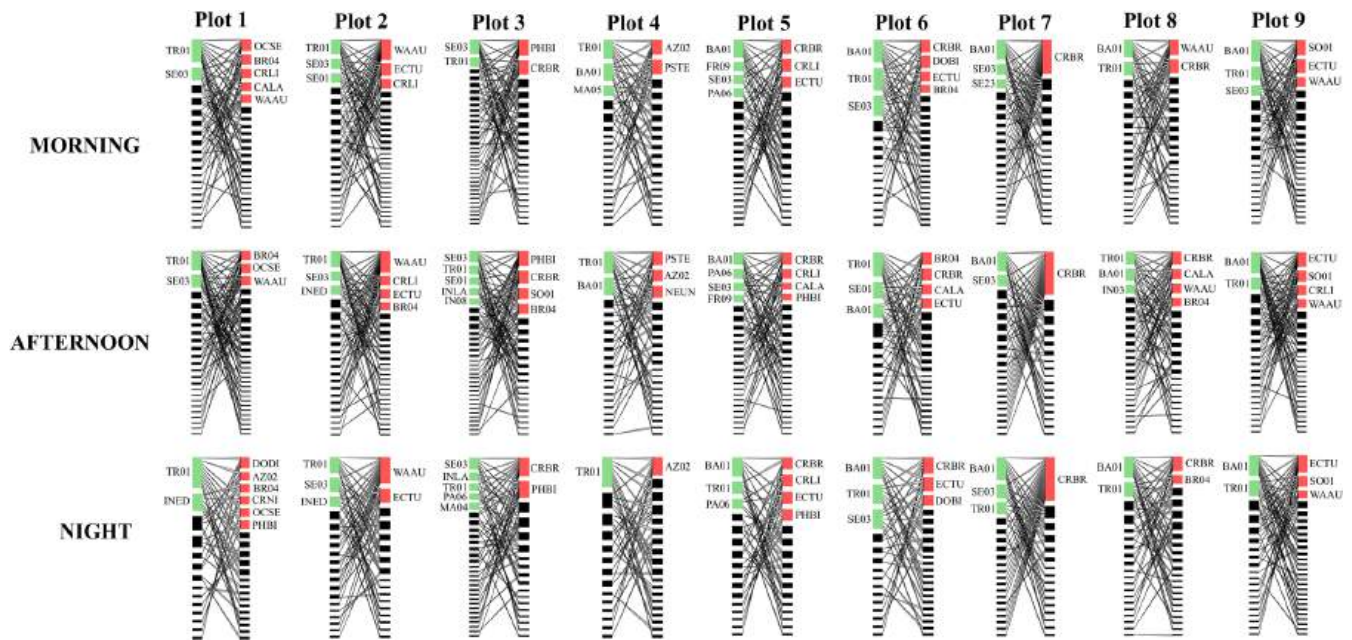 Plot 1 Plot 2 Plot 3 Plot 4 Plot 5 Plot 6 Plot 7 Plot 8 Plot 9
MORNING
TR01
SE03
OCSE
BR04
CRLI
CALA
WAAU
TR01
SE03
SE01
WAAU
ECTU
CRLI
SE03
TR01
PHBI
CRBR
TR01
BA01
MA05
AZ02
PSTE
BA01
FR09
SE03
PA06
CRBR
CRLI
ECTU
BA01
TR01
SE03
CRBR
DOBI
ECTU
BR04
BA01
SE03
SE23
CRBR
BA01
TR01
WAAU
CRBR
BA01
TR01
SE03
SO01
ECTU
WAAU
AFTERNOON
TR01
SE03
BR04
OCSE
WAAU
TR01
SE03
INED
WAAU
CRLI
ECTU
BR04
SE03
TR01
SE01
INLA
IN08
PHBI
CRBR
SO01
BR04
TR01
BA01
PSTE
AZ02
NEUN
BA01
PA06
SE03
FR09
CRBR
CRLI
CALA
PHBI
TR01
SE01
BA01
BR04
CRBR
CALA
ECTU
BA01
SE03
CRBR
TR01
BA01
IN03
CRBR
CALA
WAAU
BR04
BA01
TR01
ECTU
SO01
CRLI
WAAU
NIGHT
TR01
INED
DODI
AZ02
BR04
CRNI
OCSE
PHBI
TR01
SE03
INED
WAAU
ECTU
SE03
INLA
TR01
PA06
MA04
CRBR
PHBI
TR01
AZ02
BA01
TR01
PA06
CRBR
CRLI
ECTU
PHBI
BA01
TR01
SE03
CRBR
ECTU
DOBI
BA01
SE03
TR01
CRBR
BA01
TR01
CRBR
BR04
BA01
TR01
ECTU
SO01
WAAU